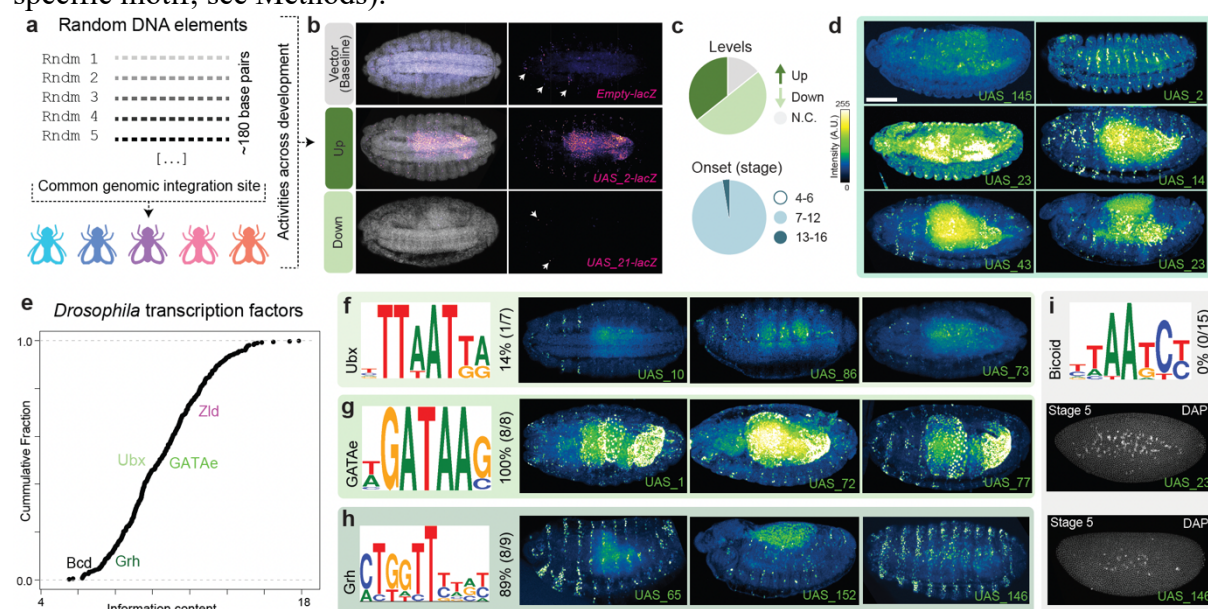 specific motif, see Methods).
a Random DNA elements
Rndm 1
Rndm 2
Rndm 3
Rndm 4
Rndm 5
[...]
~180 base pairs
Common genomic integration site
Activities across development
b
Vector
(Baseline)
Empty-lacZ
Up
UAS_2-lacZ
Down
UAS_21-lacZ
c
Levels
Up
Down
N.C.
Onset (stage)
4-6
7-12
13-16
d
255
Intensity (A.U.)
0
UAS_145
UAS_2
UAS_23
UAS_14
UAS_43
UAS_23
e Drosophila transcription factors
Cummulative Fraction
1.0
0.0
Zld
Ubx
GATAe
Bcd
Grh
4
18
Information content
f
Ubx
14% (1/7)
UAS_10
UAS_86
UAS_73
g
GATAe
100% (8/8)
UAS_1
UAS_72
UAS_77
h
Grh
89% (8/9)
UAS_65
UAS_152
UAS_146
i
Bicoid
0% (0/15)
Stage 5
DAP
UAS_23
Stage 5
DAP
UAS_146